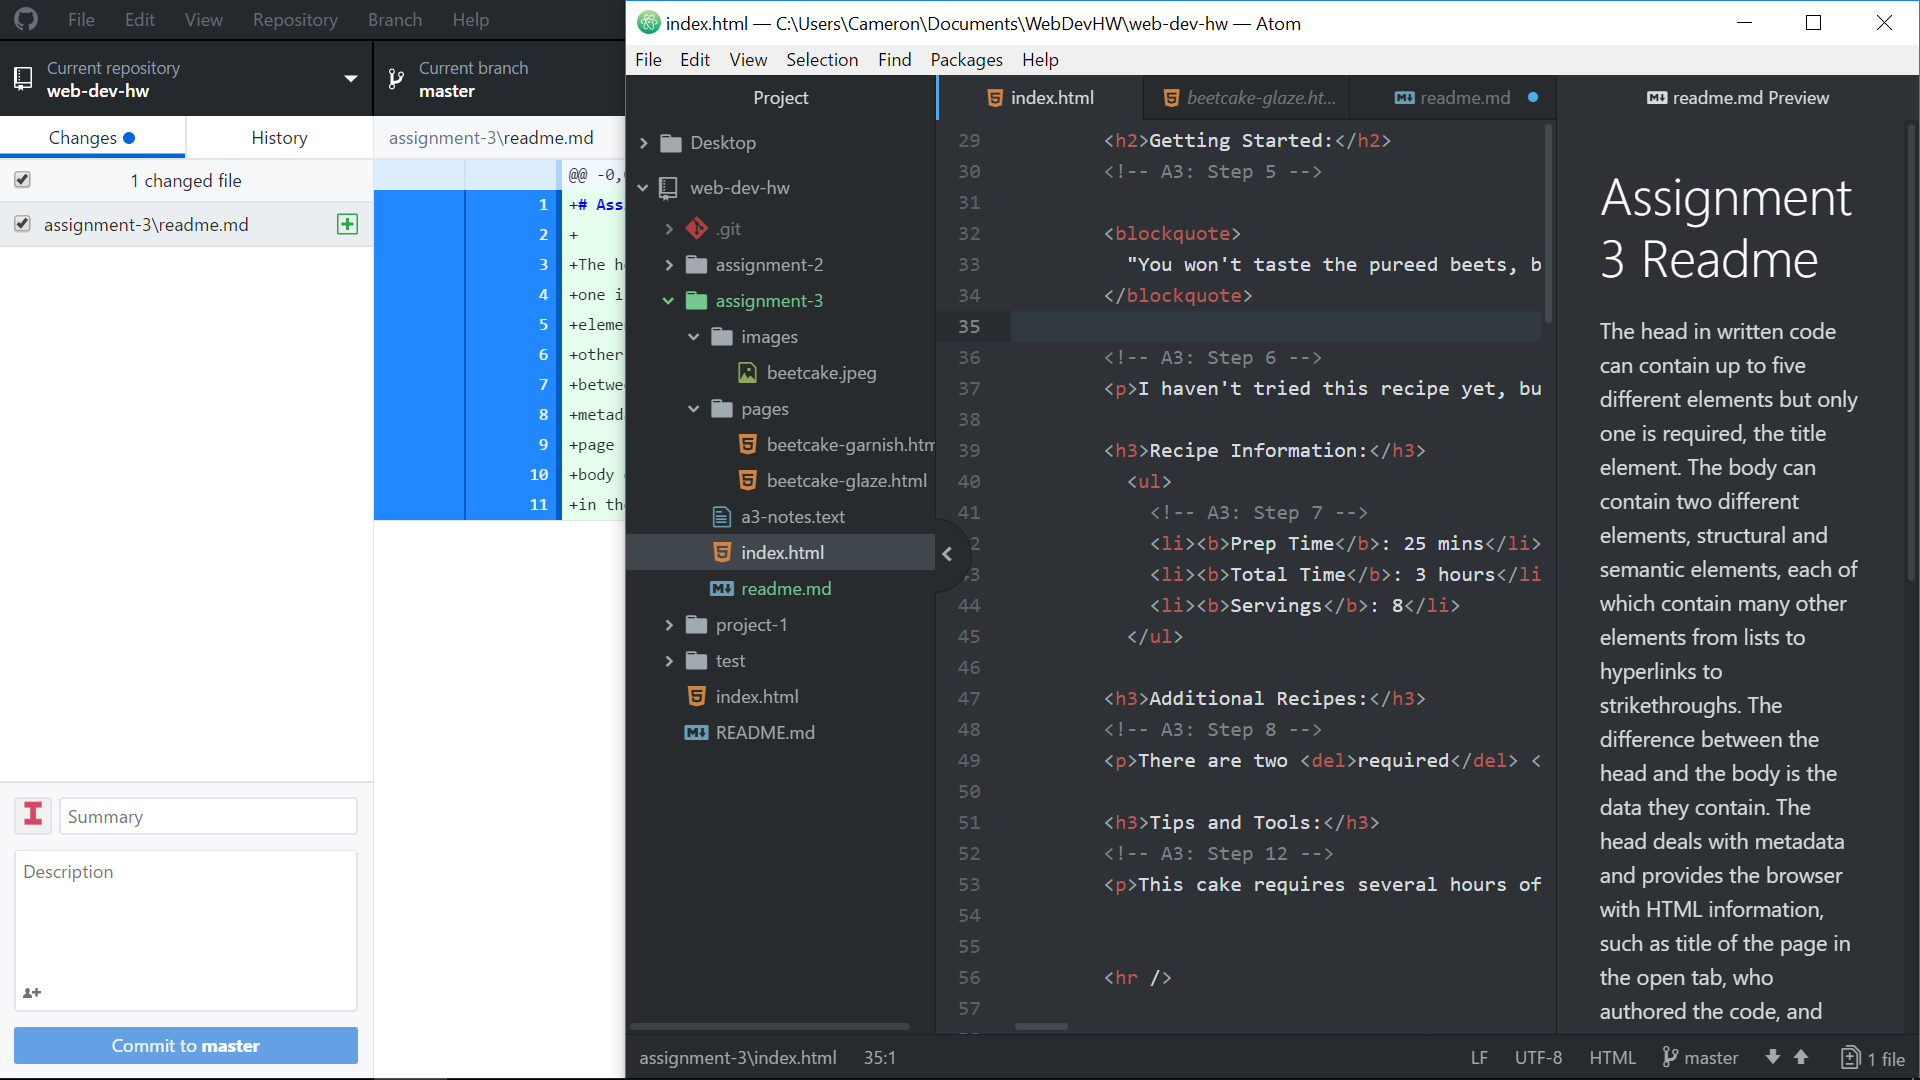 File Edit View Repository Branch Help
Current repository
web-dev-hw
Current branch
master
Changes
History
1 changed file
assignment-3\readme.md
Summary
Description
Commit to master
assignment-3\readme.md
@@ -0,
1 +# Ass
2 +
3 +The he
4 +one i
5 +eleme
6 +other
7 +betwe
8 +metad
9 +page
10 +body
11 +in th
index.html — C:\Users\Cameron\Documents\WebDevHW\web-dev-hw — Atom
File Edit View Selection Find Packages Help
Project
Desktop
web-dev-hw
.git
assignment-2
assignment-3
images
beetcake.jpeg
pages
beetcake-garnish.htm
beetcake-glaze.html
a3-notes.text
index.html
readme.md
project-1
test
index.html
README.md
index.html
beetcake-glaze.ht...
readme.md
29 <h2>Getting Started:</h2>
30 <!-- A3: Step 5 -->
31
32 <blockquote>
33 "You won't taste the pureed beets, b
34 </blockquote>
35
36 <!-- A3: Step 6 -->
37 <p>I haven't tried this recipe yet, bu
38
39 <h3>Recipe Information:</h3>
40 <ul>
41 <!-- A3: Step 7 -->
2 <li><b>Prep Time</b>: 25 mins</li>
3 <li><b>Total Time</b>: 3 hours</li
44 <li><b>Servings</b>: 8</li>
45 </ul>
46
47 <h3>Additional Recipes:</h3>
48 <!-- A3: Step 8 -->
49 <p>There are two <del>required</del> <
50
51 <h3>Tips and Tools:</h3>
52 <!-- A3: Step 12 -->
53 <p>This cake requires several hours of
54
55
56 <hr />
57
readme.md Preview
Assignment
3 Readme
The head in written code
can contain up to five
different elements but only
one is required, the title
element. The body can
contain two different
elements, structural and
semantic elements, each of
which contain many other
elements from lists to
hyperlinks to
strikethroughs. The
difference between the
head and the body is the
data they contain. The
head deals with metadata
and provides the browser
with HTML information,
such as title of the page in
the open tab, who
authored the code, and
assignment-3\index.html 35:1
LF UTF-8 HTML master 1 file